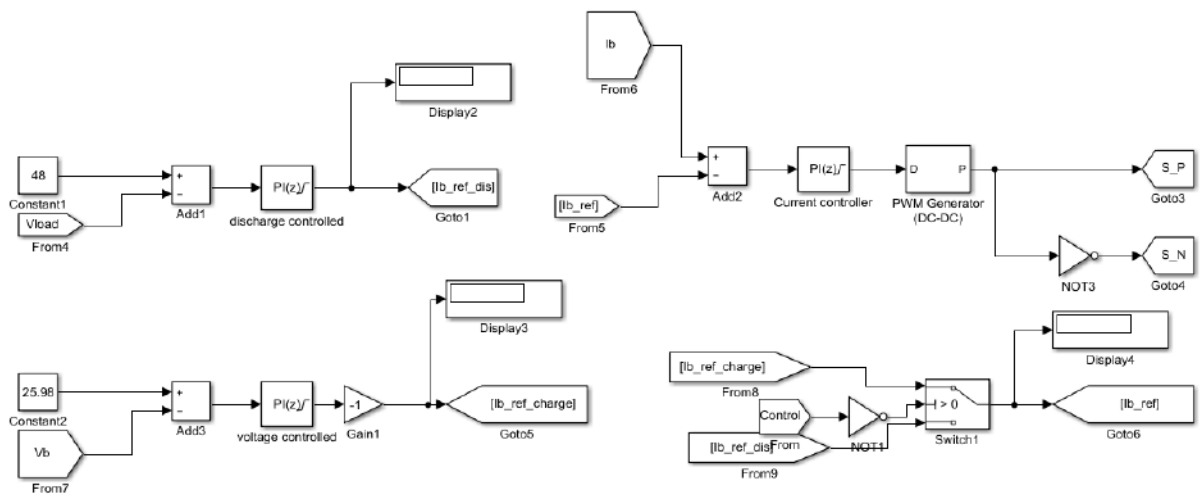 48
Constant1
Vload
From4
+
−
Add1
PI(z)
discharge controlled
Display2
[Ib_ref_dis]
Goto1
25.98
Constant2
Vb
From7
+
−
Add3
PI(z)
voltage controlled
-1
Gain1
Display3
[Ib_ref_charge]
Goto5
Ib
From6
[Ib_ref]
From5
+
−
Add2
PI(z)
Current controller
D
P
PWM Generator
(DC-DC)
S_P
Goto3
NOT3
S_N
Goto4
[Ib_ref_charge]
From8
Control
From
NOT1
[Ib_ref_dis]
From9
> 0
Switch1
Display4
[Ib_ref]
Goto6